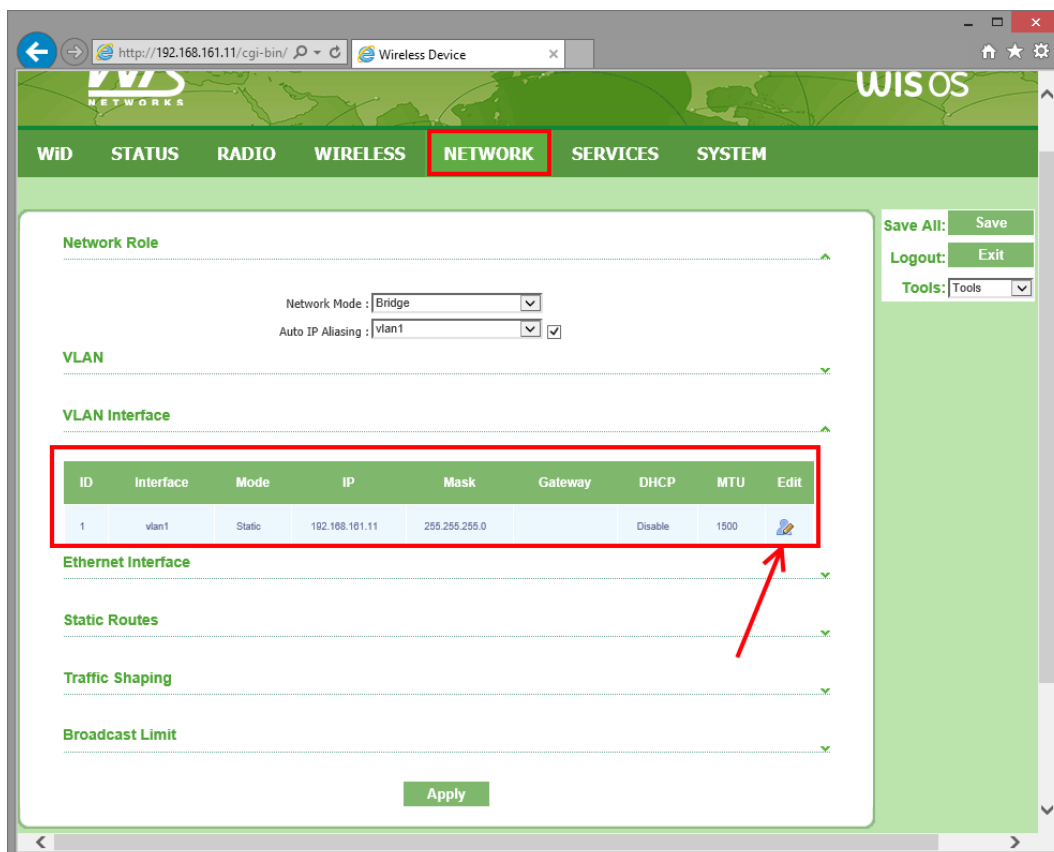 http://192.168.161.11/cgi-bin/ Wireless Device
WIS
NETWORKS
WIS OS
WiD STATUS RADIO WIRELESS NETWORK SERVICES SYSTEM
Save All: Save
Logout: Exit
Tools: Tools
Network Role
Network Mode : Bridge
Auto IP Aliasing : vlan1
VLAN
VLAN Interface
ID Interface Mode IP Mask Gateway DHCP MTU Edit
1 vlan1 Static 192.168.161.11 255.255.255.0 Disable 1500
Ethernet Interface
Static Routes
Traffic Shaping
Broadcast Limit
Apply